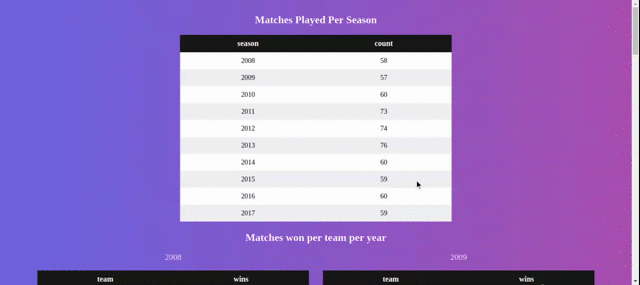 Matches Played Per Season
season count
2008 58
2009 57
2010 60
2011 73
2012 74
2013 76
2014 60
2015 59
2016 60
2017 59
Matches won per team per year
2008 2009
team wins team wins